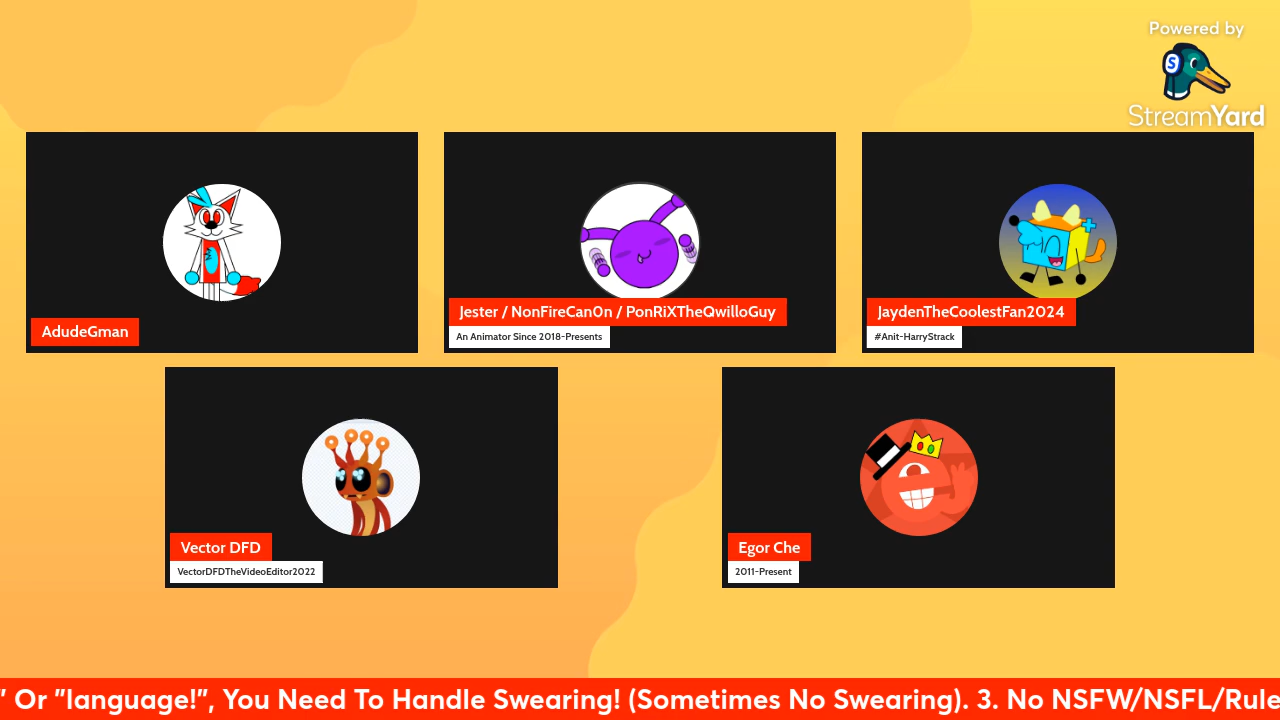 Powered by
S
StreamYard
AdudeGman
Jester / NonFireCan0n / PonRiXTheQwilloGuy
An Animator Since 2018-Presents
JaydenTheCoolestFan2024
#Anit-HarryStrack
Vector DFD
VectorDFDTheVideoEditor2022
Egor Che
2011-Present
" Or "language!", You Need To Handle Swearing! (Sometimes No Swearing). 3. No NSFW/NSFL/Rule